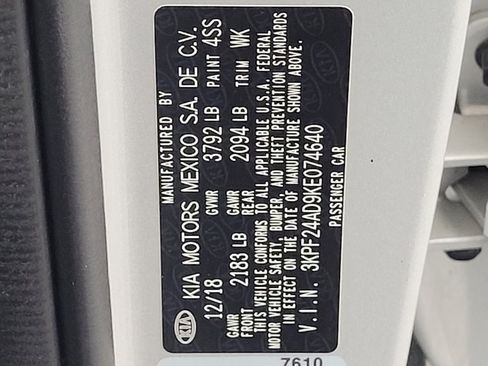 MANUFACTURED BY
KIA KIA MOTORS MEXICO S.A. DE C.V.
12/18 GVWR 3792 LB PAINT 4SS
GAWR FRONT 2183 LB GAWR REAR 2094 LB TRIM WK
THIS VEHICLE CONFORMS TO ALL APPLICABLE U.S.A. FEDERAL
MOTOR VEHICLE SAFETY, BUMPER, AND THEFT PREVENTION STANDARDS
IN EFFECT ON THE DATE OF MANUFACTURE SHOWN ABOVE.
V.I.N. 3KPF24AD9KE074640
PASSENGER CAR
7610